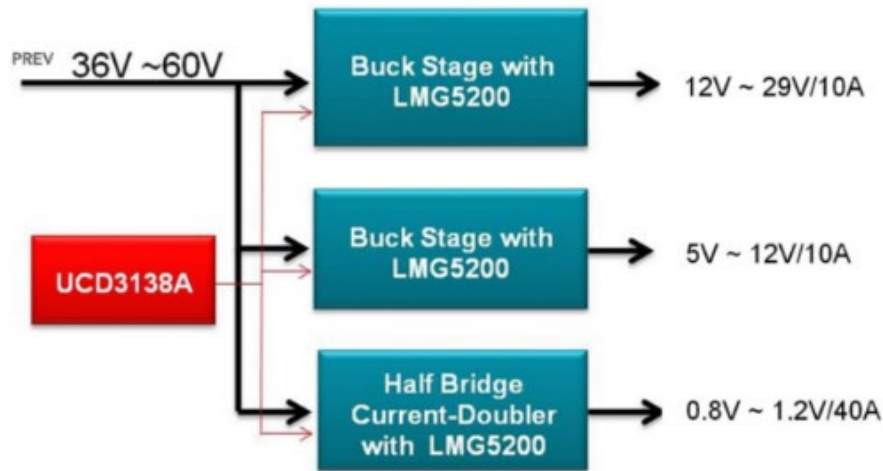 PREV 36V ~60V
Buck Stage with
LMG5200
12V ~ 29V/10A
UCD3138A
Buck Stage with
LMG5200
5V ~ 12V/10A
Half Bridge
Current-Doubler
with LMG5200
0.8V ~ 1.2V/40A